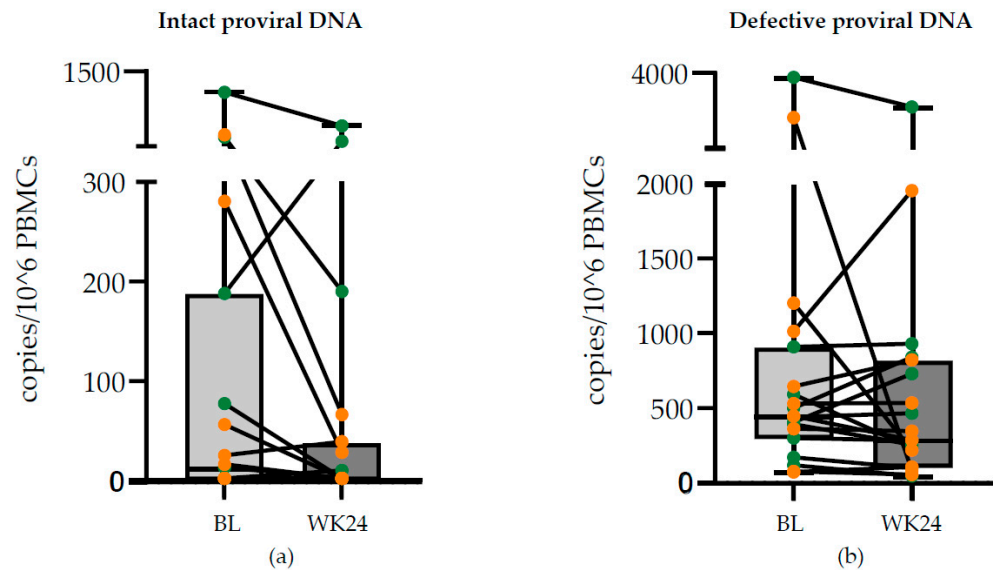 Intact proviral DNA
copies/10^6 PBMCs
1500
300
200
100
0
BL
WK24
(a)
Defective proviral DNA
copies/10^6 PBMCs
4000
2000
1500
1000
500
0
BL
WK24
(b)